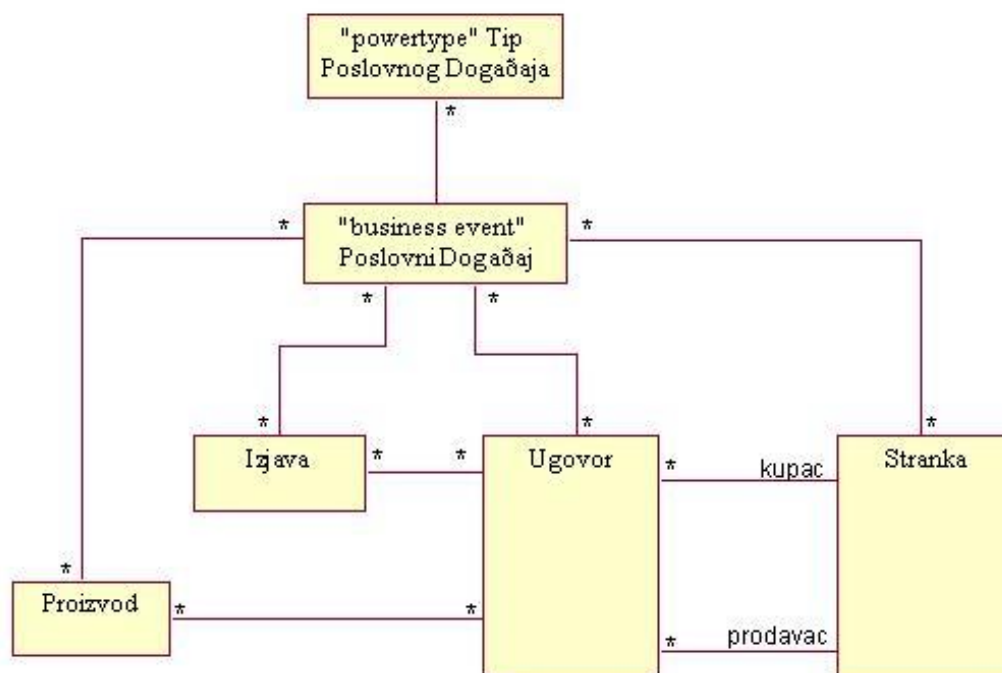 "powertype" Tip
Poslovnog Događaja
*
* "business event" *
Poslovni Događaj
* *
* * *
Izjava * * Ugovor * kupac Stranka
*
Proizvod * * * prodavac